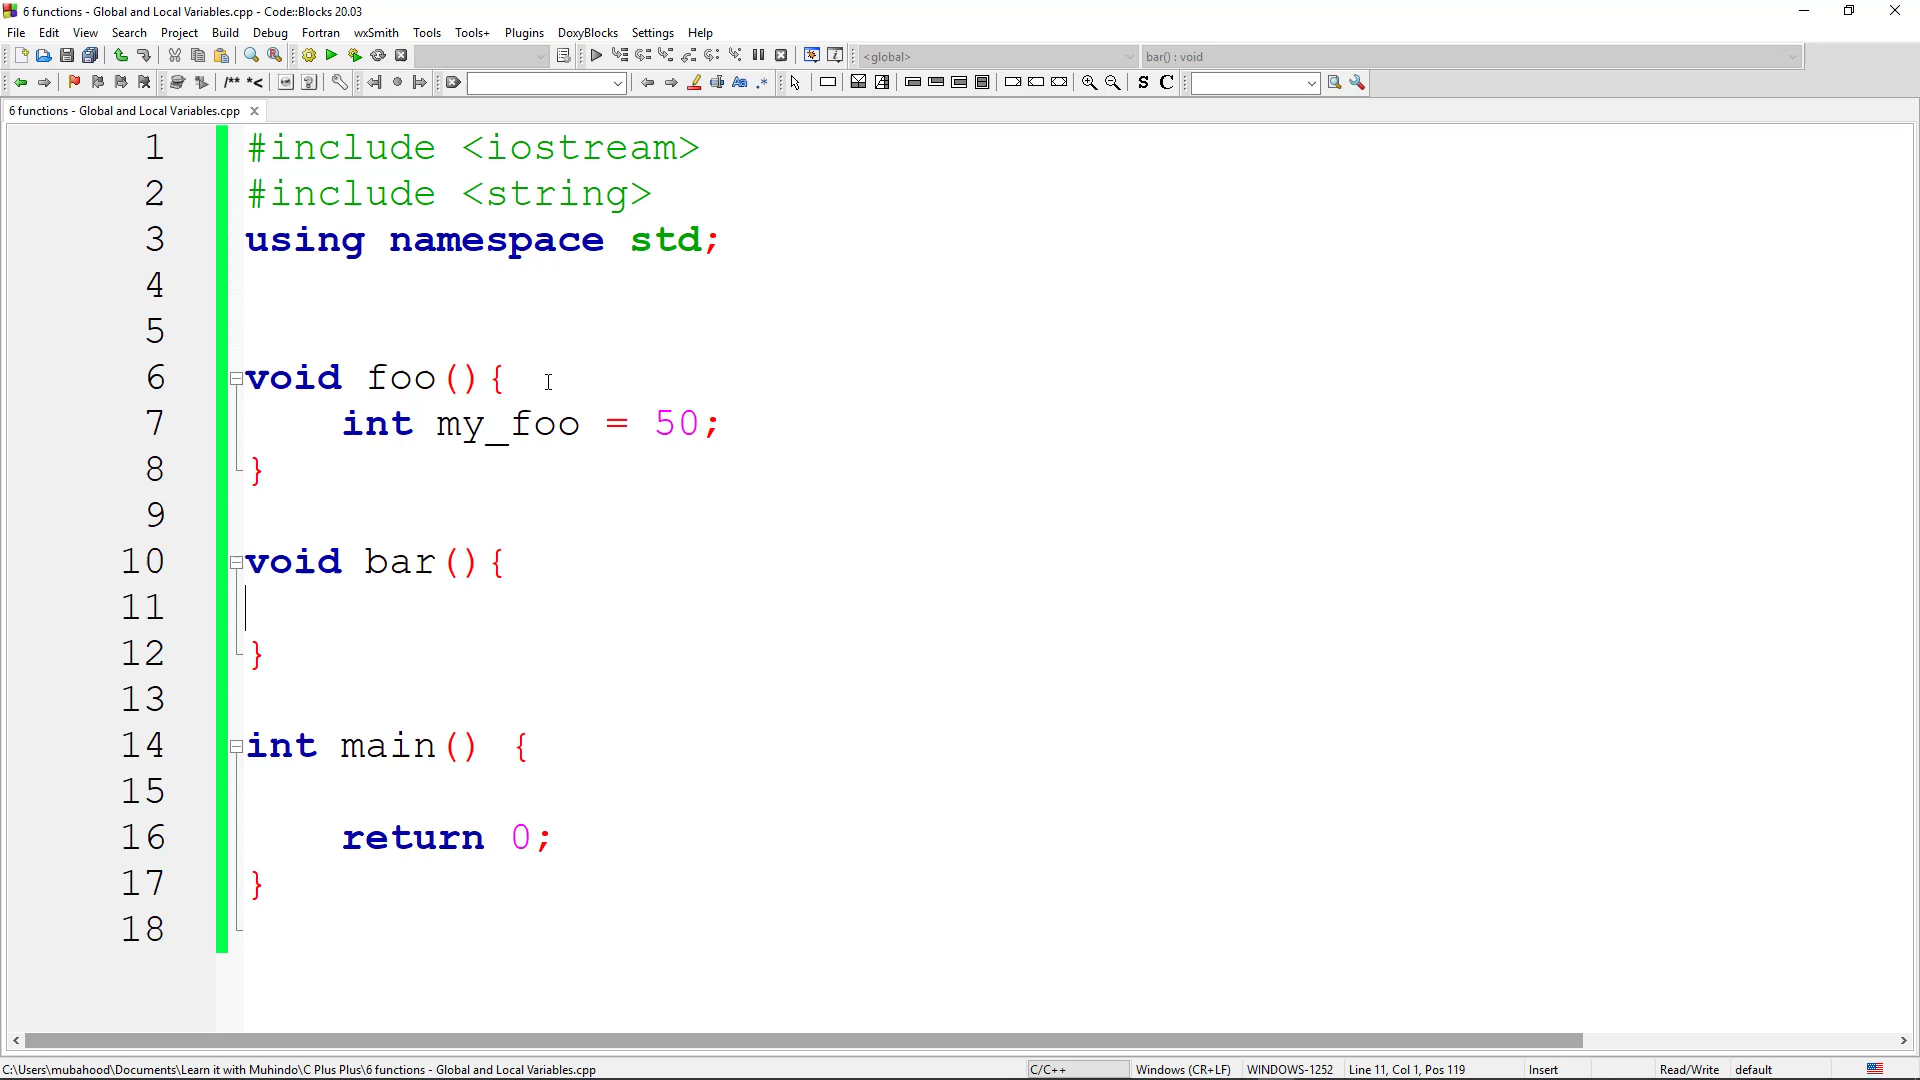 6 functions - Global and Local Variables.cpp - Code::Blocks 20.03
File Edit View Search Project Build Debug Fortran wxSmith Tools Tools+ Plugins DoxyBlocks Settings Help
<global> bar() : void
/** *< Aa .* S C
6 functions - Global and Local Variables.cpp
1 #include <iostream>
2 #include <string>
3 using namespace std;
4
5
6 void foo(){
7 int my_foo = 50;
8 }
9
10 void bar(){
11
12 }
13
14 int main() {
15
16 return 0;
17 }
18
C:\Users\mubahood\Documents\Learn it with Muhindo\C Plus Plus\6 functions - Global and Local Variables.cpp C/C++ Windows (CR+LF) WINDOWS-1252 Line 11, Col 1, Pos 119 Insert Read/Write default